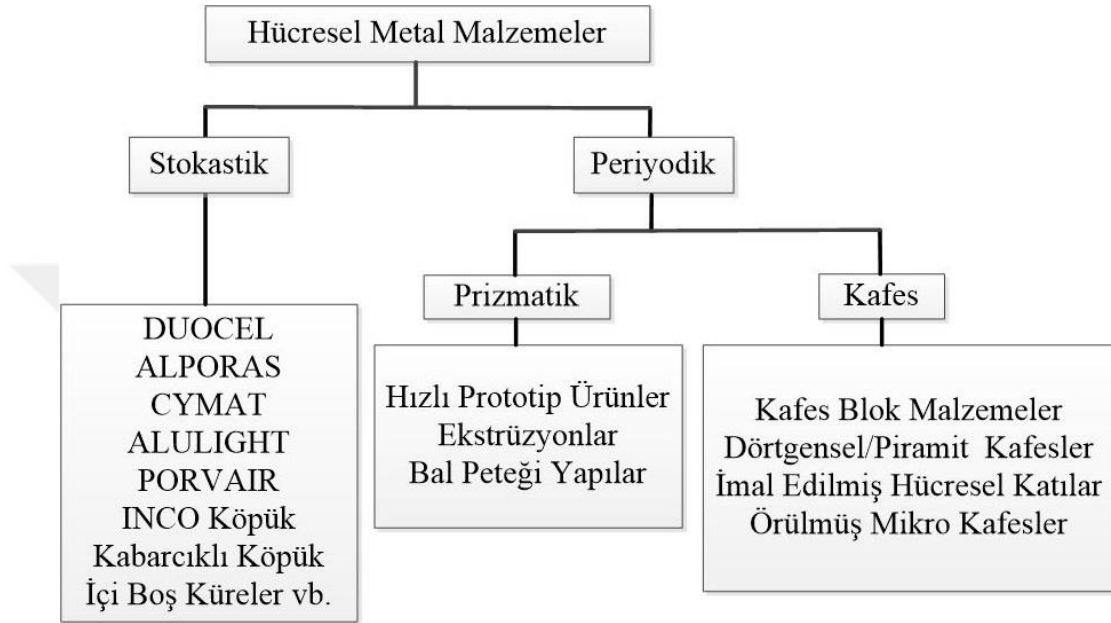 Hücresel Metal Malzemeler
Stokastik
Periyodik
Prizmatik
Kafes
DUOCEL
ALPORAS
CYMAT
ALULIGHT
PORVAIR
INCO Köpük
Kabarcıklı Köpük
İçi Boş Küreler vb.
Hızlı Prototip Ürünler
Ekstrüzyonlar
Bal Peteği Yapılar
Kafes Blok Malzemeler
Dörtgensel/Piramit Kafesler
İmal Edilmiş Hücresel Katılar
Örülmüş Mikro Kafesler